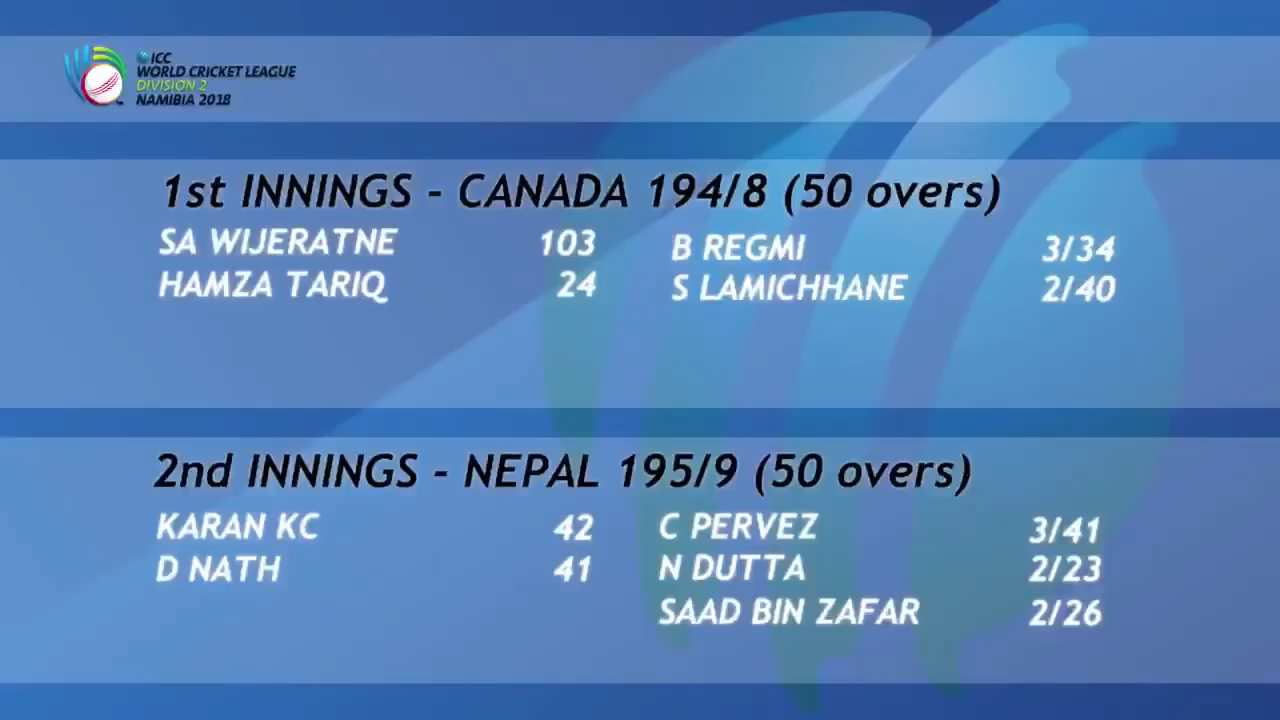 ICC
WORLD CRICKET LEAGUE
DIVISION 2
NAMIBIA 2018
1st INNINGS - CANADA 194/8 (50 overs)
SA WIJERATNE 103 B REGMI 3/34
HAMZA TARIQ 24 S LAMICHHANE 2/40
2nd INNINGS - NEPAL 195/9 (50 overs)
KARAN KC 42 C PERVEZ 3/41
D NATH 41 N DUTTA 2/23
SAAD BIN ZAFAR 2/26